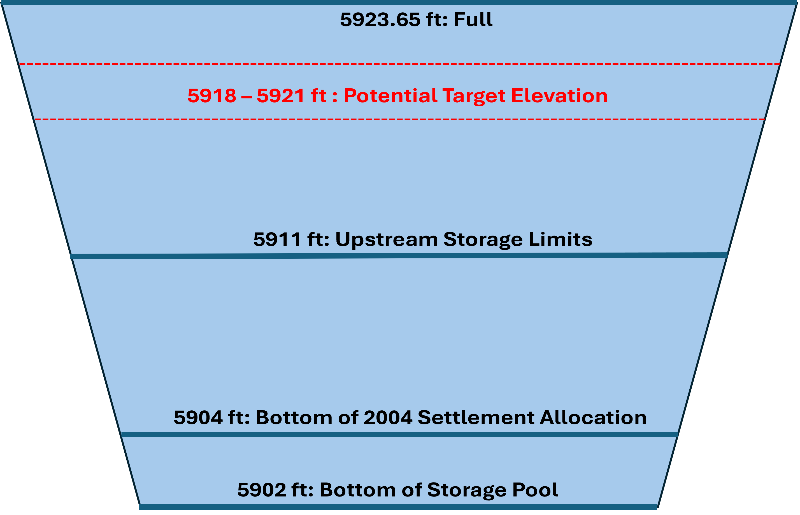 5923.65 ft: Full
5918 – 5921 ft : Potential Target Elevation
5911 ft: Upstream Storage Limits
5904 ft: Bottom of 2004 Settlement Allocation
5902 ft: Bottom of Storage Pool